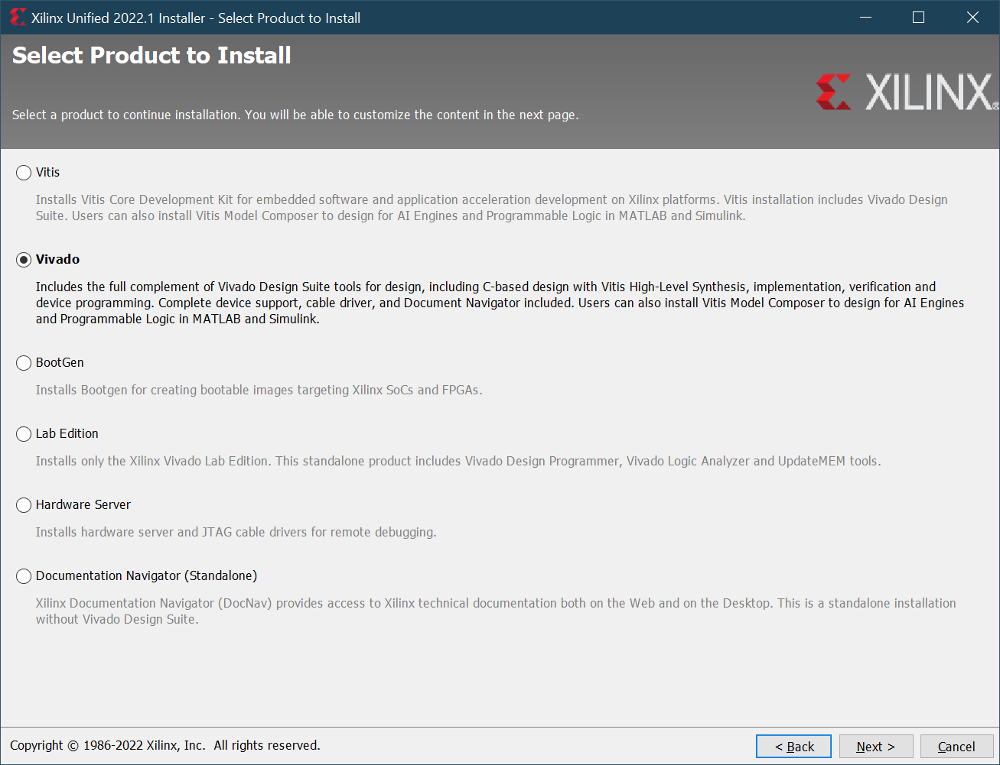 Xilinx Unified 2022.1 Installer - Select Product to Install
Select Product to Install
XILINX®
Select a product to continue installation. You will be able to customize the content in the next page.
Vitis
Installs Vitis Core Development Kit for embedded software and application acceleration development on Xilinx platforms. Vitis installation includes Vivado Design
Suite. Users can also install Vitis Model Composer to design for AI Engines and Programmable Logic in MATLAB and Simulink.
Vivado
Includes the full complement of Vivado Design Suite tools for design, including C-based design with Vitis High-Level Synthesis, implementation, verification and
device programming. Complete device support, cable driver, and Document Navigator included. Users can also install Vitis Model Composer to design for AI Engines
and Programmable Logic in MATLAB and Simulink.
BootGen
Installs Bootgen for creating bootable images targeting Xilinx SoCs and FPGAs.
Lab Edition
Installs only the Xilinx Vivado Lab Edition. This standalone product includes Vivado Design Programmer, Vivado Logic Analyzer and UpdateMEM tools.
Hardware Server
Installs hardware server and JTAG cable drivers for remote debugging.
Documentation Navigator (Standalone)
Xilinx Documentation Navigator (DocNav) provides access to Xilinx technical documentation both on the Web and on the Desktop. This is a standalone installation
without Vivado Design Suite.
Copyright © 1986-2022 Xilinx, Inc.  All rights reserved.
< Back
Next >
Cancel